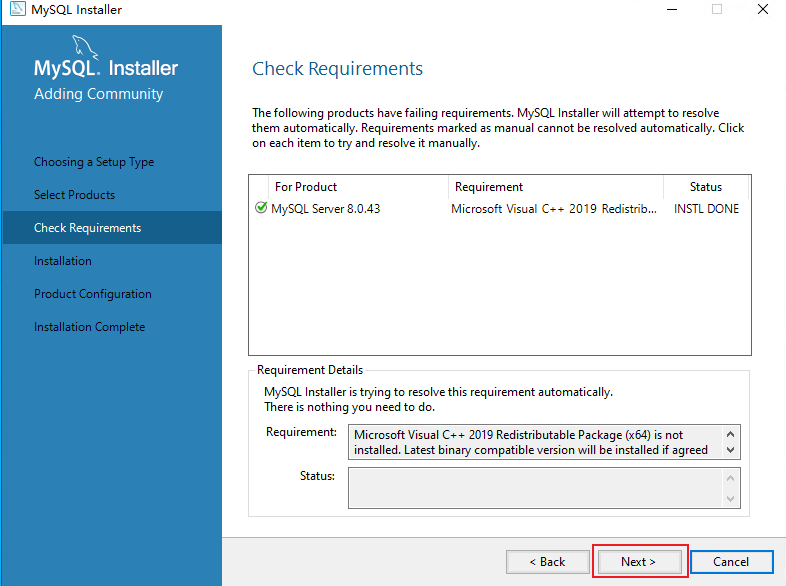 MySQL Installer
MySQL. Installer
Adding Community
Choosing a Setup Type
Select Products
Check Requirements
Installation
Product Configuration
Installation Complete
Check Requirements
The following products have failing requirements. MySQL Installer will attempt to resolve
them automatically. Requirements marked as manual cannot be resolved automatically. Click
on each item to try and resolve it manually.
For Product Requirement Status
MySQL Server 8.0.43 Microsoft Visual C++ 2019 Redistrib... INSTL DONE
Requirement Details
MySQL Installer is trying to resolve this requirement automatically.
There is nothing you need to do.
Requirement: Microsoft Visual C++ 2019 Redistributable Package (x64) is not
installed. Latest binary compatible version will be installed if agreed
Status:
< Back Next > Cancel